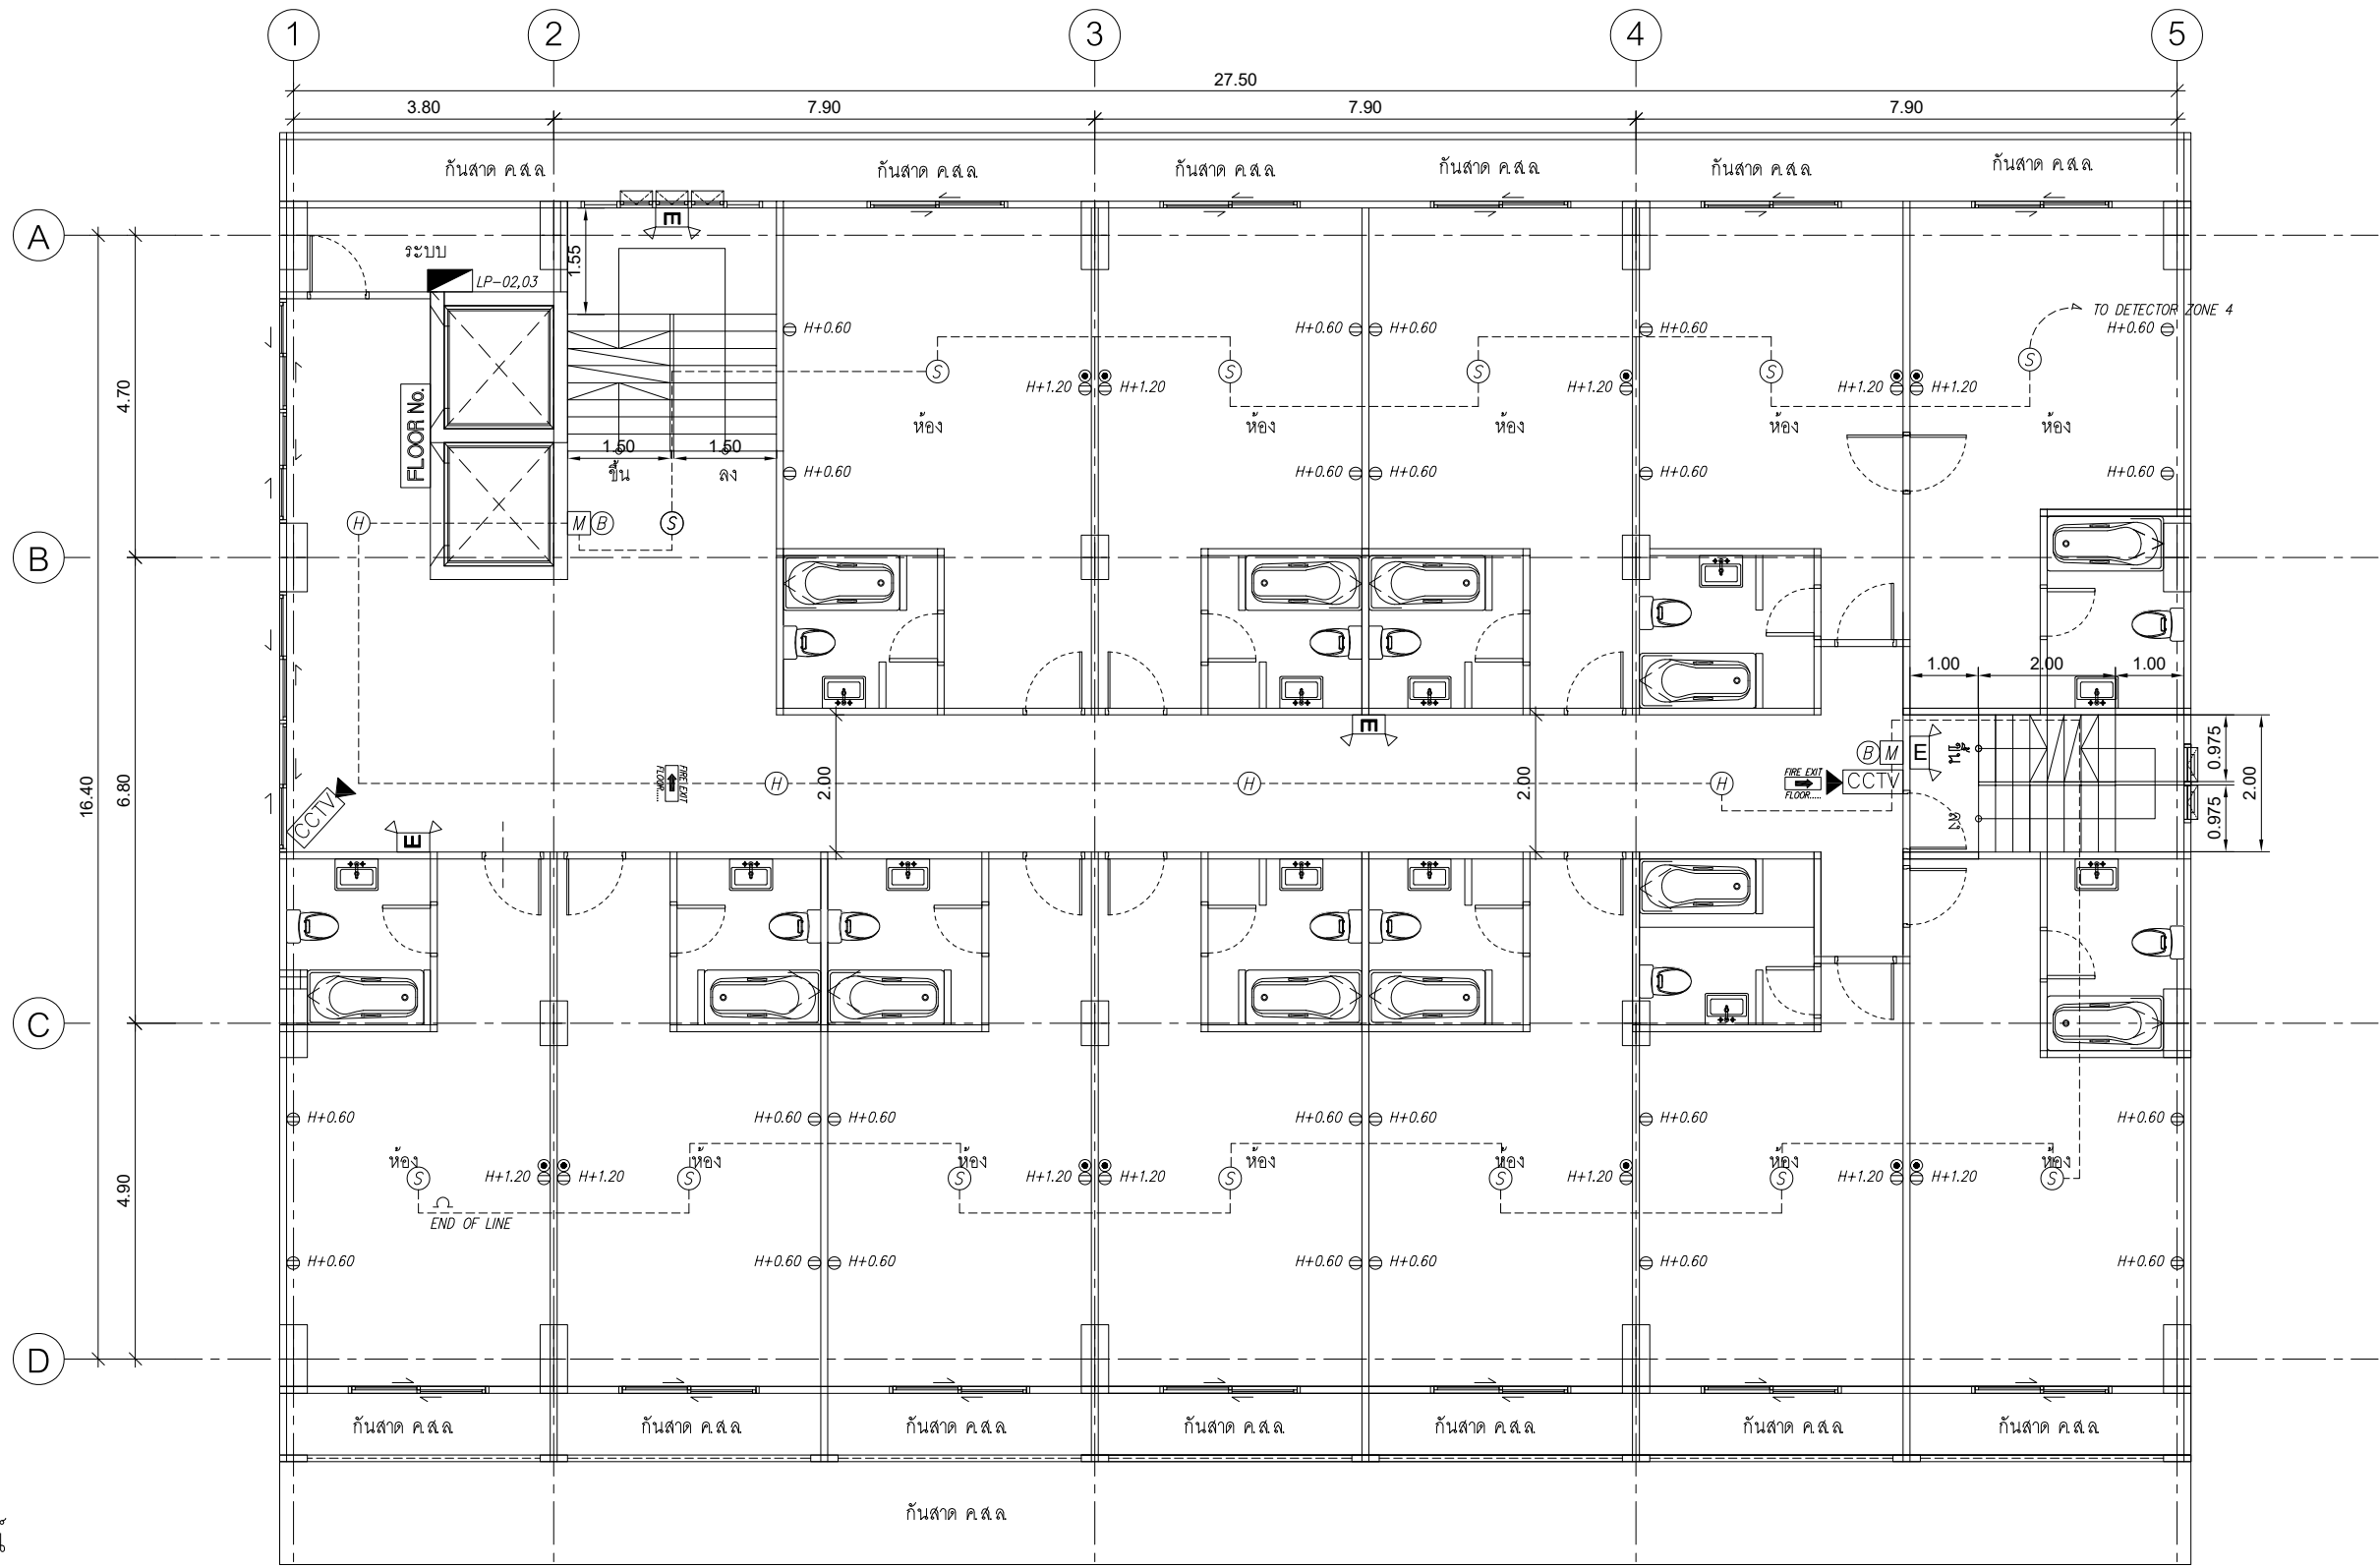 1 2 3 4 5
27.50
3.80 7.90 7.90 7.90
กันสาด ค.ส.ล. กันสาด ค.ส.ล. กันสาด ค.ส.ล. กันสาด ค.ส.ล. กันสาด ค.ส.ล. กันสาด ค.ส.ล.
E
A
ระบบ
1.55
LP-02,03
TO DETECTOR ZONE 4
H+0.60 H+0.60 H+0.60 H+0.60 H+0.60
S S S S S
H+1.20 H+1.20 H+1.20 H+1.20 H+1.20
4.70
FLOOR No.
ห้อง ห้อง ห้อง ห้อง ห้อง
1.50 1.50
ขึ้น ลง
H+0.60 H+0.60 H+0.60 H+0.60 H+0.60
H M B S
B
1.00 2.00 1.00
E
B M E ขึ้น
0.975
2.00
16.40
6.80
FIRE EXIT
FLOOR.....
H 2.00 H 2.00 H
FIRE EXIT
FLOOR.....
CCTV
CCTV
ลง
0.975
E
C
H+0.60 H+0.60 H+0.60 H+0.60 H+0.60 H+0.60 H+0.60
ห้อง ห้อง ห้อง ห้อง ห้อง ห้อง ห้อง
S H+1.20 H+1.20 S S H+1.20 H+1.20 S S H+1.20 S H+1.20 H+1.20 S
4.90
END OF LINE
H+0.60 H+0.60 H+0.60 H+0.60 H+0.60 H+0.60 H+0.60
D
กันสาด ค.ส.ล. กันสาด ค.ส.ล. กันสาด ค.ส.ล. กันสาด ค.ส.ล. กันสาด ค.ส.ล. กันสาด ค.ส.ล. กันสาด ค.ส.ล.
กันสาด ค.ส.ล.